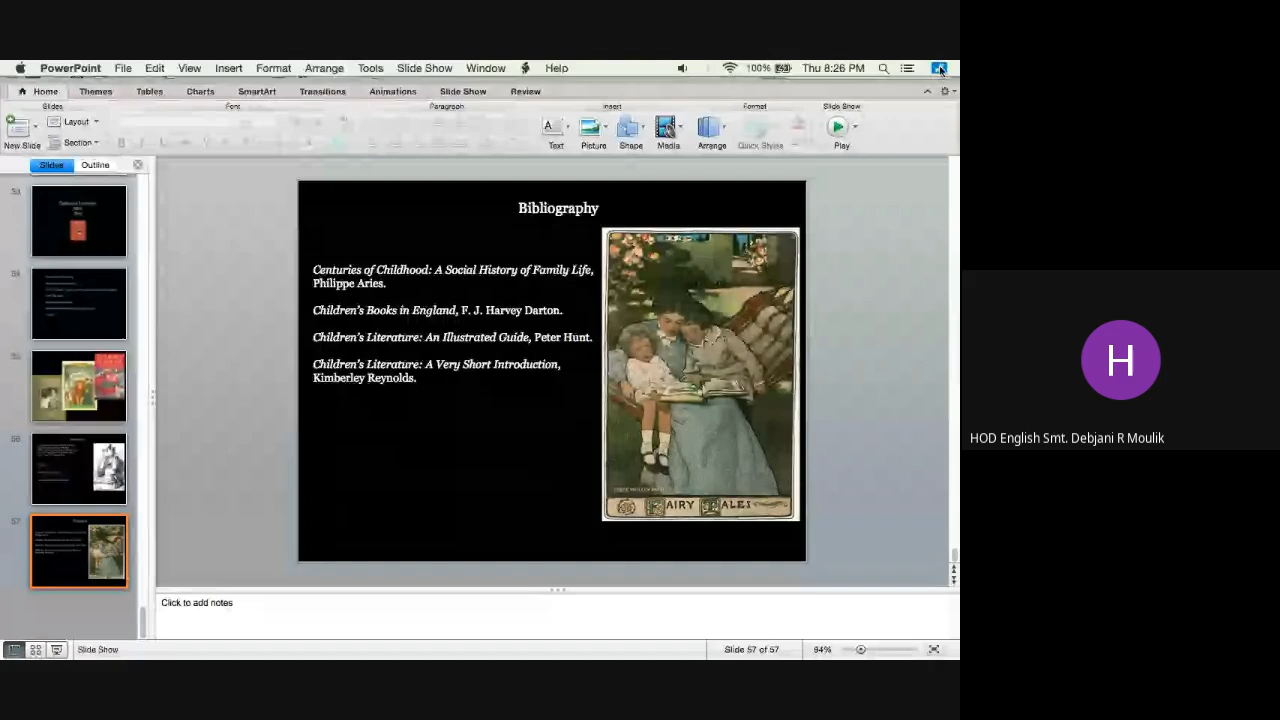 PowerPoint File Edit View Insert Format Arrange Tools Slide Show Window Help 100% Thu 8:26 PM
Home Themes Tables Charts SmartArt Transitions Animations Slide Show Review
Slides Font Paragraph Insert Format Slide Show
Layout
New Slide Section Text Picture Shape Media Arrange Quick Styles Play
Slides Outline
Bibliography
Centuries of Childhood: A Social History of Family Life,
Philippe Aries.
Children's Books in England, F. J. Harvey Darton.
Children's Literature: An Illustrated Guide, Peter Hunt.
Children's Literature: A Very Short Introduction,
Kimberley Reynolds.
FAIRY TALES
57
Click to add notes
Slide Show Slide 57 of 57 94%
H
HOD English Smt. Debjani R Moulik